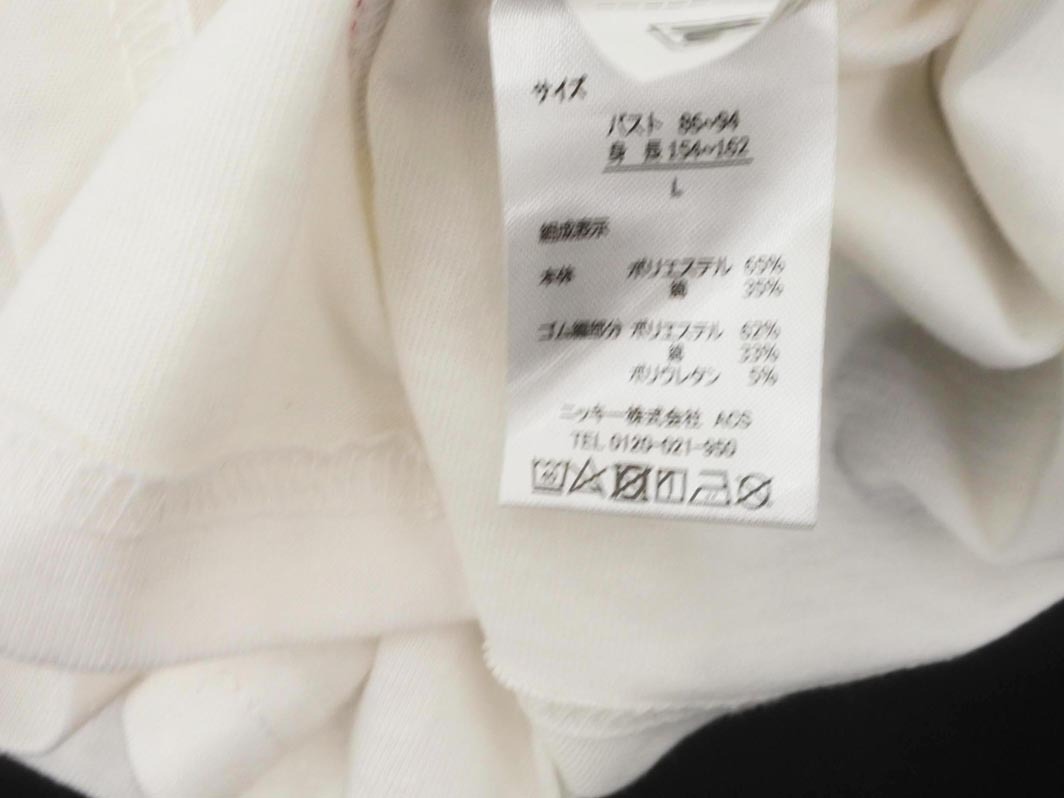 サイズ
バスト 86~94
身 長 154~162
L
組成表示
本体 ポリエステル 65%
綿 35%
ゴム編部分 ポリエステル 62%
綿 33%
ポリウレタン 5%
ニッキー株式会社 ACS
TEL 0120-021-950